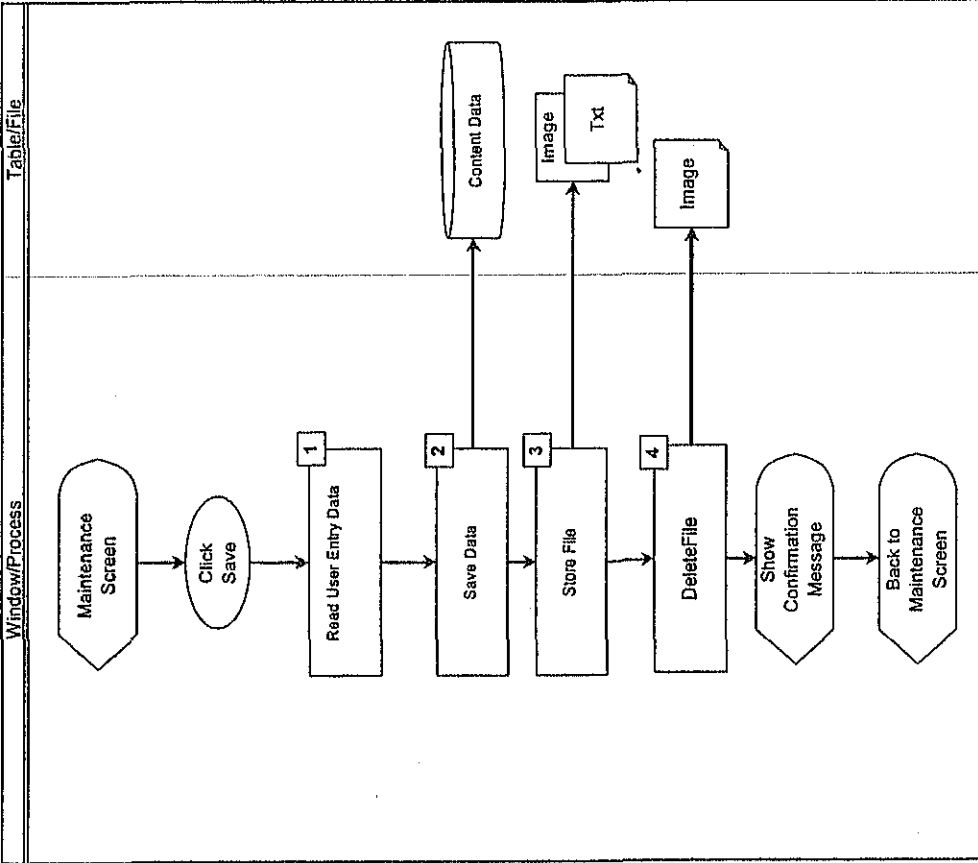 Window/Process
Table/File
Maintenance
Screen
Click
Save
1
Read User Entry Data
2
Save Data
Content Data
3
Store File
Image
Txt
4
DeleteFile
Image
Show
Confirmation
Message
Back to
Maintenance
Screen